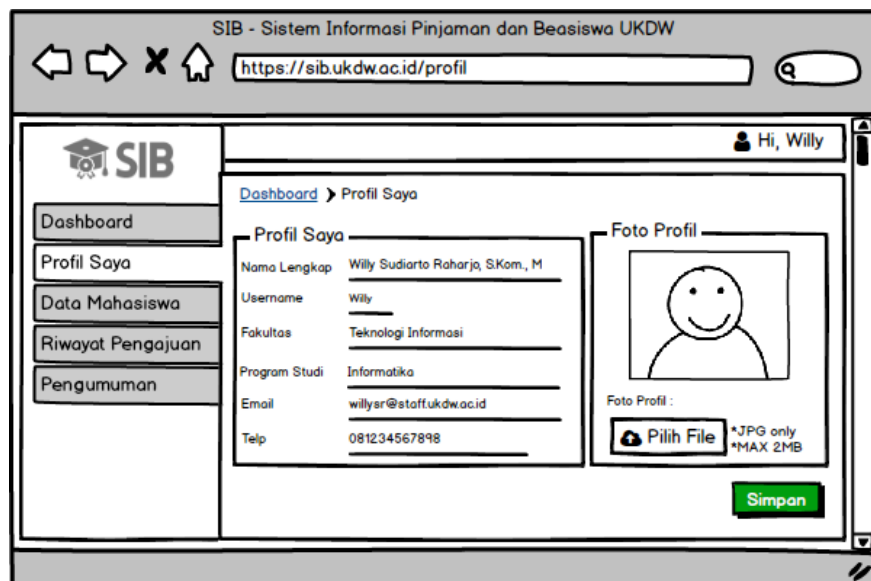 SIB - Sistem Informasi Pinjaman dan Beasiswa UKDW
https://sib.ukdw.ac.id/profil
SIB
Hi, Willy
Dashboard
Profil Saya
Data Mahasiswa
Riwayat Pengajuan
Pengumuman
Dashboard ❯ Profil Saya
Profil Saya
Nama Lengkap Willy Sudiarto Raharjo, S.Kom., M
Username Willy
Fakultas Teknologi Informasi
Program Studi Informatika
Email willysr@staff.ukdw.ac.id
Telp 081234567898
Foto Profil
Foto Profil :
Pilih File
*JPG only
*MAX 2MB
Simpan